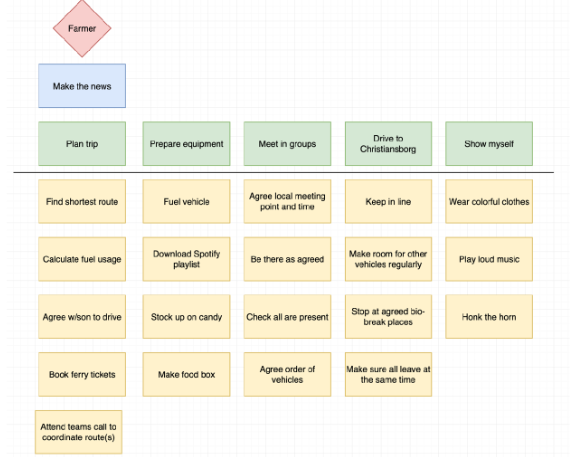 Farmer
Make the news
Plan trip
Prepare equipment
Meet in groups
Drive to
Christiansborg
Show myself
Find shortest route
Fuel vehicle
Agree local meeting
point and time
Keep in line
Wear colorful clothes
Calculate fuel usage
Download Spotify
playlist
Be there as agreed
Make room for other
vehicles regularly
Play loud music
Agree w/son to drive
Stock up on candy
Check all are present
Stop at agreed bio-
break places
Honk the horn
Book ferry tickets
Make food box
Agree order of
vehicles
Make sure all leave at
the same time
Attend teams call to
coordinate route(s)